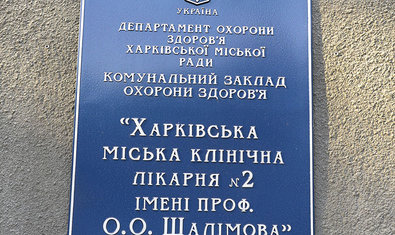 УКРАЇНА
ДЕПАРТАМЕНТ ОХОРОНИ
ЗДОРОВ'Я
ХАРКІВСЬКОЇ МІСЬКОЇ
РАДИ
КОМУНАЛЬНИЙ ЗАКЛАД
ОХОРОНИ ЗДОРОВ'Я
"ХАРКІВСЬКА
МІСЬКА КЛІНІЧНА
ЛІКАРНЯ №2
ІМЕНІ ПРОФ.
О.О. ШАЛІМОВА"